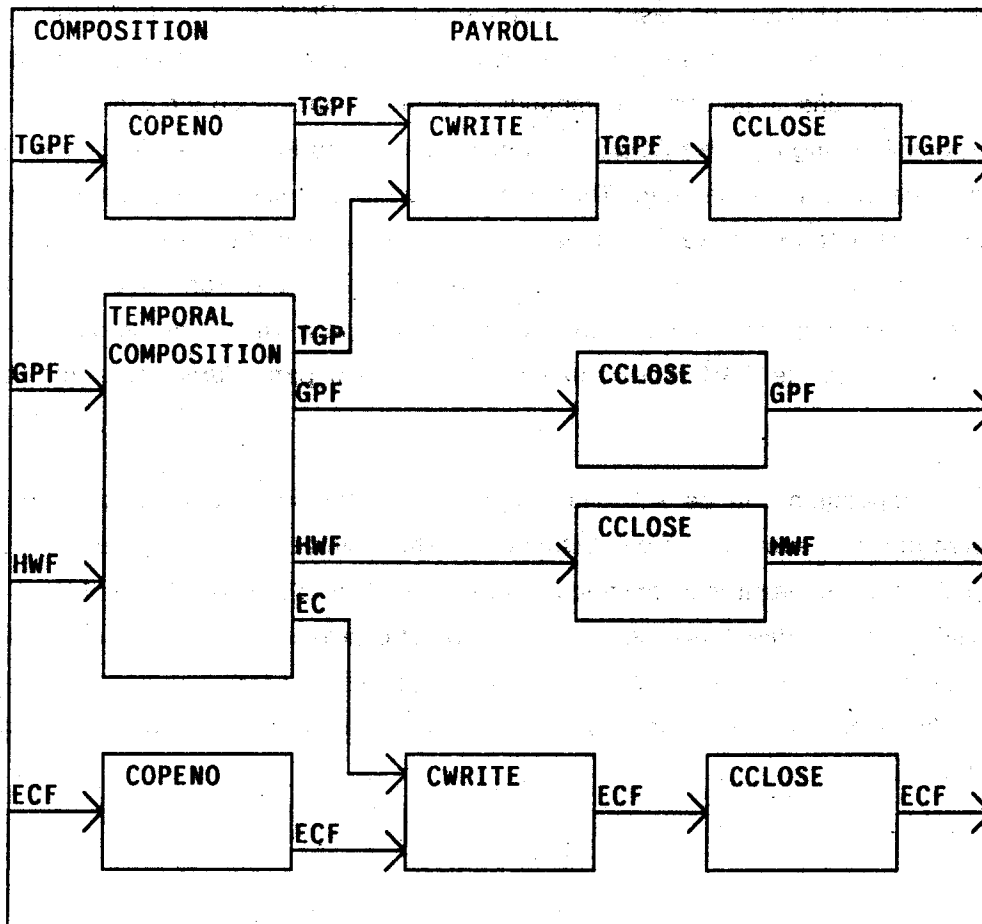 COMPOSITION PAYROLL
TGPF COPENO TGPF CWRITE TGPF CCLOSE TGPF
TEMPORAL
COMPOSITION
TGP
GPF GPF CCLOSE GPF
HWF HWF CCLOSE HWF
EC
ECF COPENO ECF CWRITE ECF CCLOSE ECF